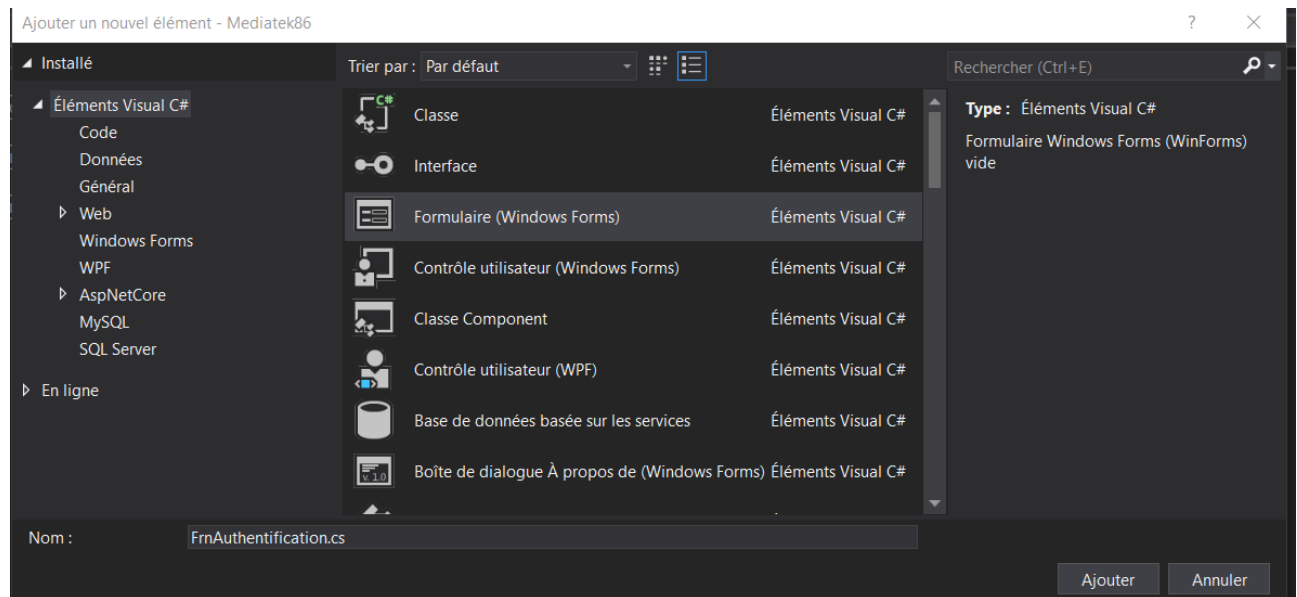 Ajouter un nouvel élément - Mediatek86
? 
Installé
Trier par : Par défaut
Rechercher (Ctrl+E)
Éléments Visual C#
Code
Données
Général
Web
Windows Forms
WPF
AspNetCore
MySQL
SQL Server
En ligne
C# Classe Éléments Visual C#
Interface Éléments Visual C#
Formulaire (Windows Forms) Éléments Visual C#
Contrôle utilisateur (Windows Forms) Éléments Visual C#
Classe Component Éléments Visual C#
Contrôle utilisateur (WPF) Éléments Visual C#
Base de données basée sur les services Éléments Visual C#
v. 1.0 Boîte de dialogue À propos de (Windows Forms) Éléments Visual C#
Type : Éléments Visual C#
Formulaire Windows Forms (WinForms)
vide
Nom : FrnAuthentification.cs
Ajouter Annuler